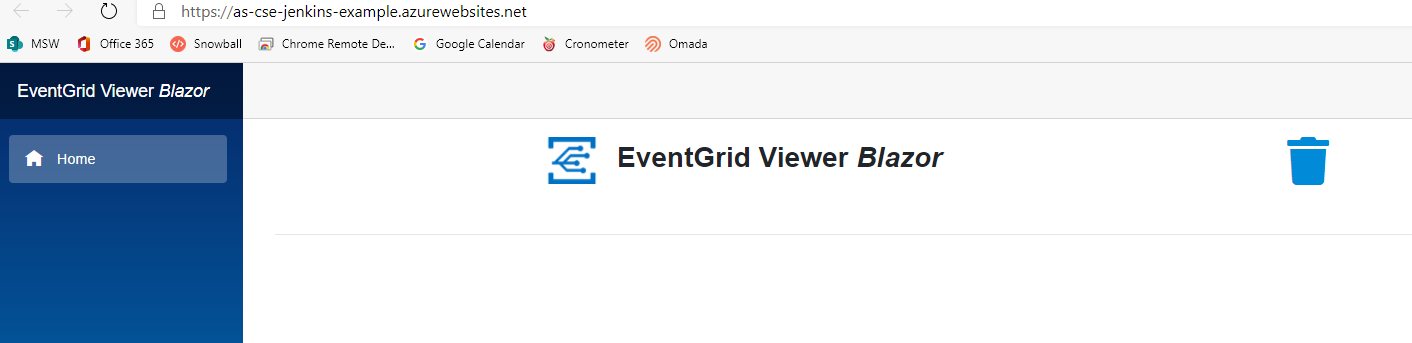 https://as-cse-jenkins-example.azurewebsites.net
MSW Office 365 Snowball Chrome Remote De... Google Calendar Cronometer Omada
EventGrid Viewer Blazor
Home
EventGrid Viewer Blazor